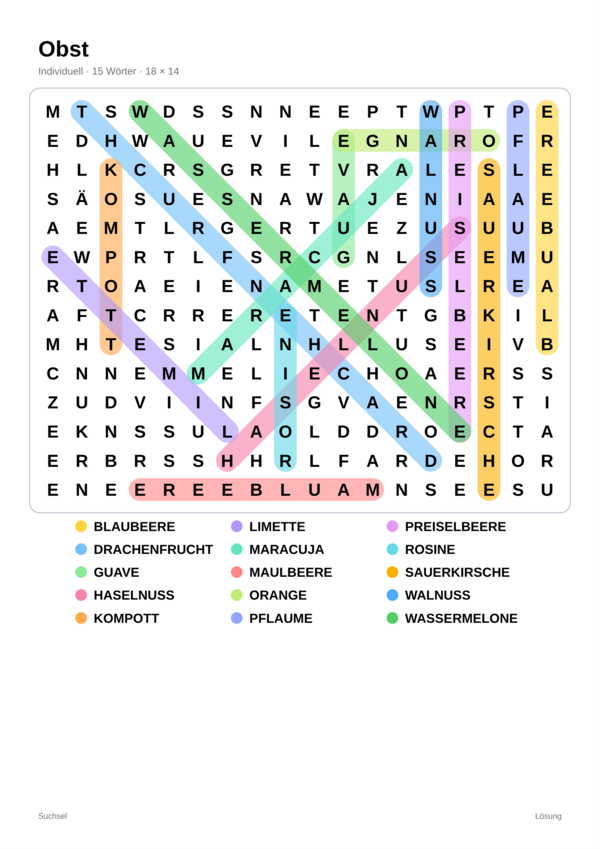 Obst
Individuell · 15 Wörter · 18 × 14
M T S W D S S N N E E P T W P T P E
E D H W A U E V I L E G N A R O F R
H L K C R S G R E T V R A L E S L E
S Ä O S U E S N A W A J E N I A A E
A E M T L R G E R T U E Z U S U U B
E W P R T L F S R C G N L S E E M U
R T O A E I E N A M E T U S L R E A
A F T C R R E R E T E N T G B K I L
M H T E S I A L N H L L U S E I V B
C N N E M M E L I E C H O A E R S S
Z U D V I I N F S G V A E N R S T I
E K N S S U L A O L D D R O E C T A
E R B R S S H H R L F A R D E H O R
E N E E R E E B L U A M N S E E S U
BLAUBEERE LIMETTE PREISELBEERE
DRACHENFRUCHT MARACUJA ROSINE
GUAVE MAULBEERE SAUERKIRSCHE
HASELNUSS ORANGE WALNUSS
KOMPOTT PFLAUME WASSERMELONE
Suchsel Lösung